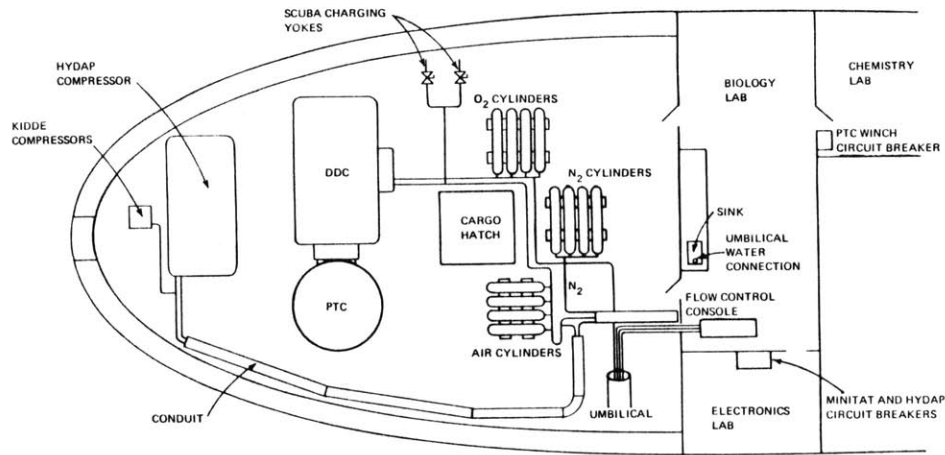 SCUBA CHARGING
YOKES
HYDAP
COMPRESSOR
KIDDE
COMPRESSORS
O2 CYLINDERS
BIOLOGY
LAB
CHEMISTRY
LAB
PTC WINCH
CIRCUIT BREAKER
DDC
N2 CYLINDERS
CARGO
HATCH
SINK
UMBILICAL
WATER
CONNECTION
N2
PTC
FLOW CONTROL
CONSOLE
AIR CYLINDERS
CONDUIT
UMBILICAL
ELECTRONICS
LAB
MINITAT AND HYDAP
CIRCUIT BREAKERS